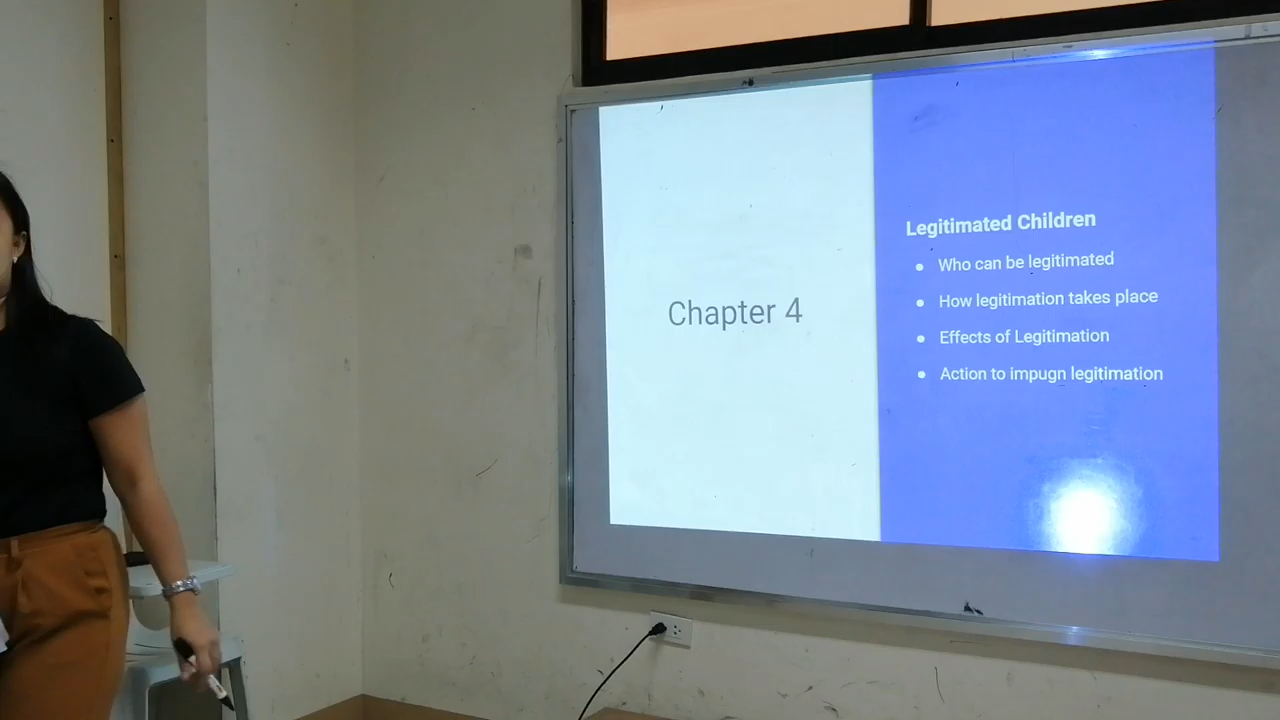 Chapter 4
Legitimated Children
Who can be legitimated
How legitimation takes place
Effects of Legitimation
Action to impugn legitimation